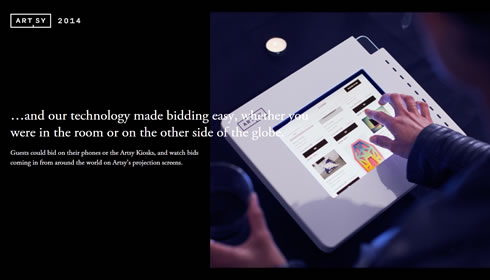 ARTSY 2014
…and our technology made bidding easy, whether you
were in the room or on the other side of the globe.
Guests could bid on their phones or the Artsy Kiosks, and watch bids
coming in from around the world on Artsy's projection screens.